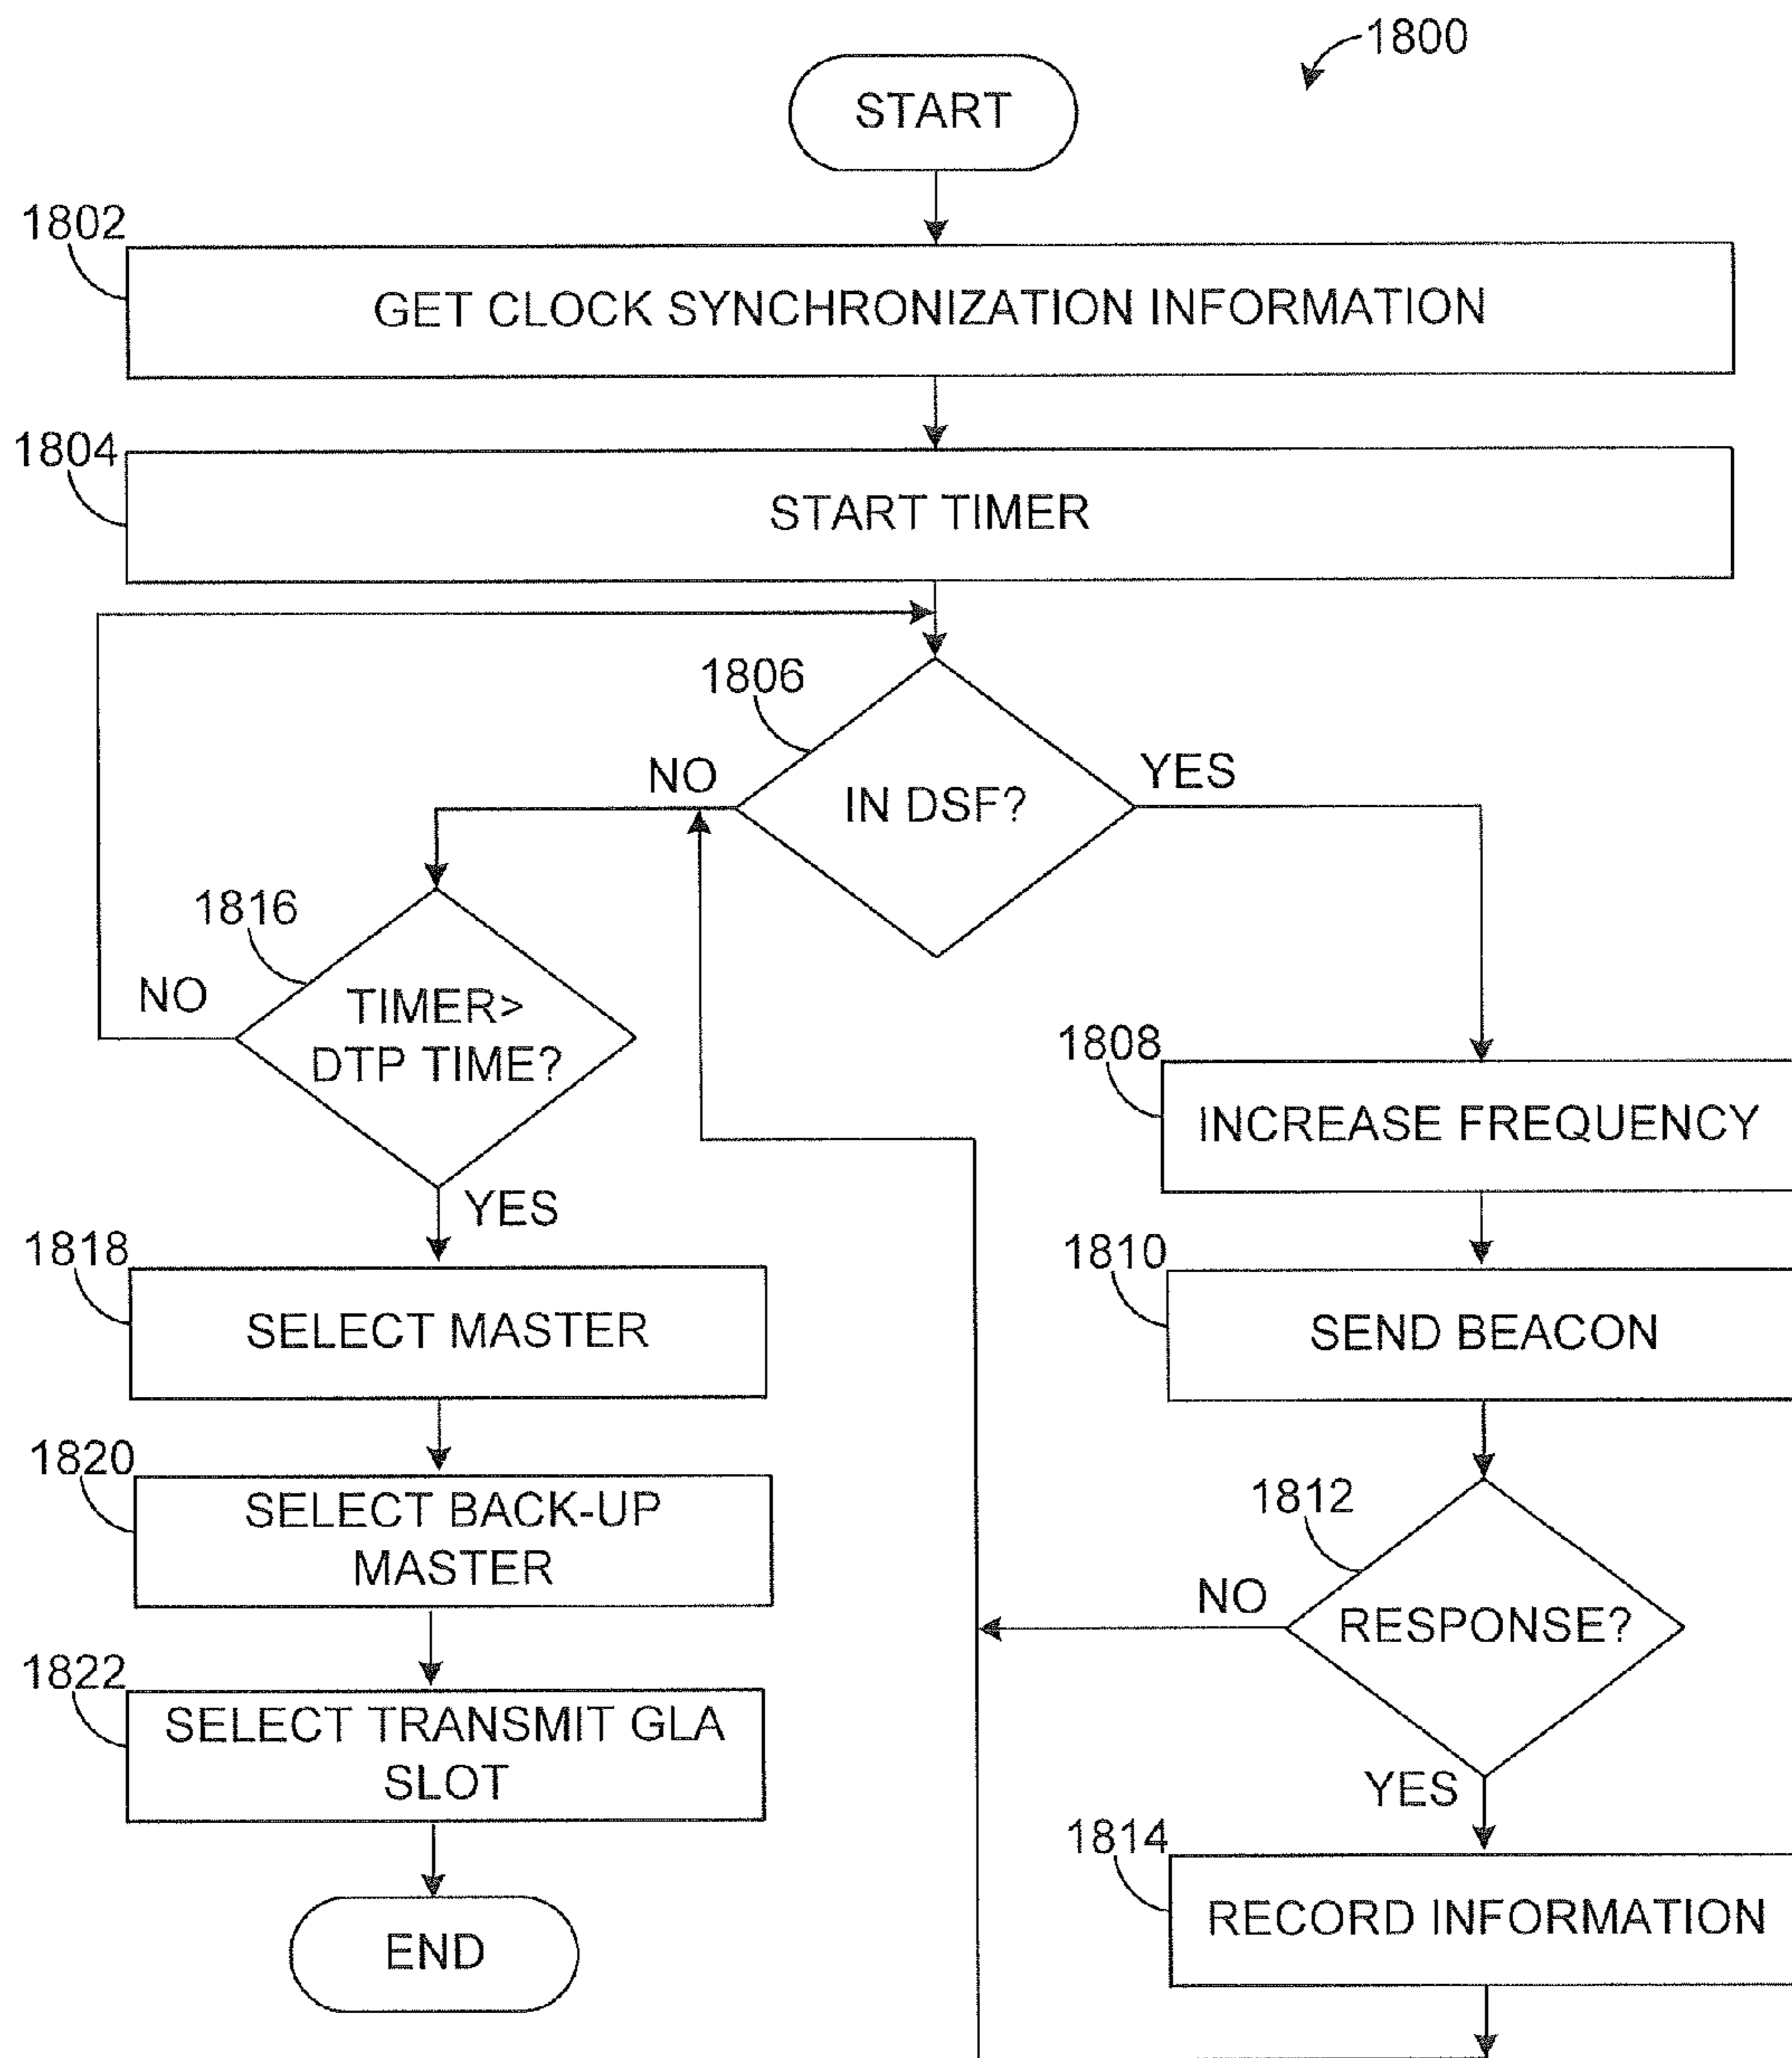 1800
START
1802
GET CLOCK SYNCHRONIZATION INFORMATION
1804
START TIMER
1806
NO
IN DSF?
YES
1816
NO
TIMER>
DTP TIME?
YES
1808
INCREASE FREQUENCY
1810
SEND BEACON
1812
NO
RESPONSE?
YES
1814
RECORD INFORMATION
1818
SELECT MASTER
1820
SELECT BACK-UP
MASTER
1822
SELECT TRANSMIT GLA
SLOT
END